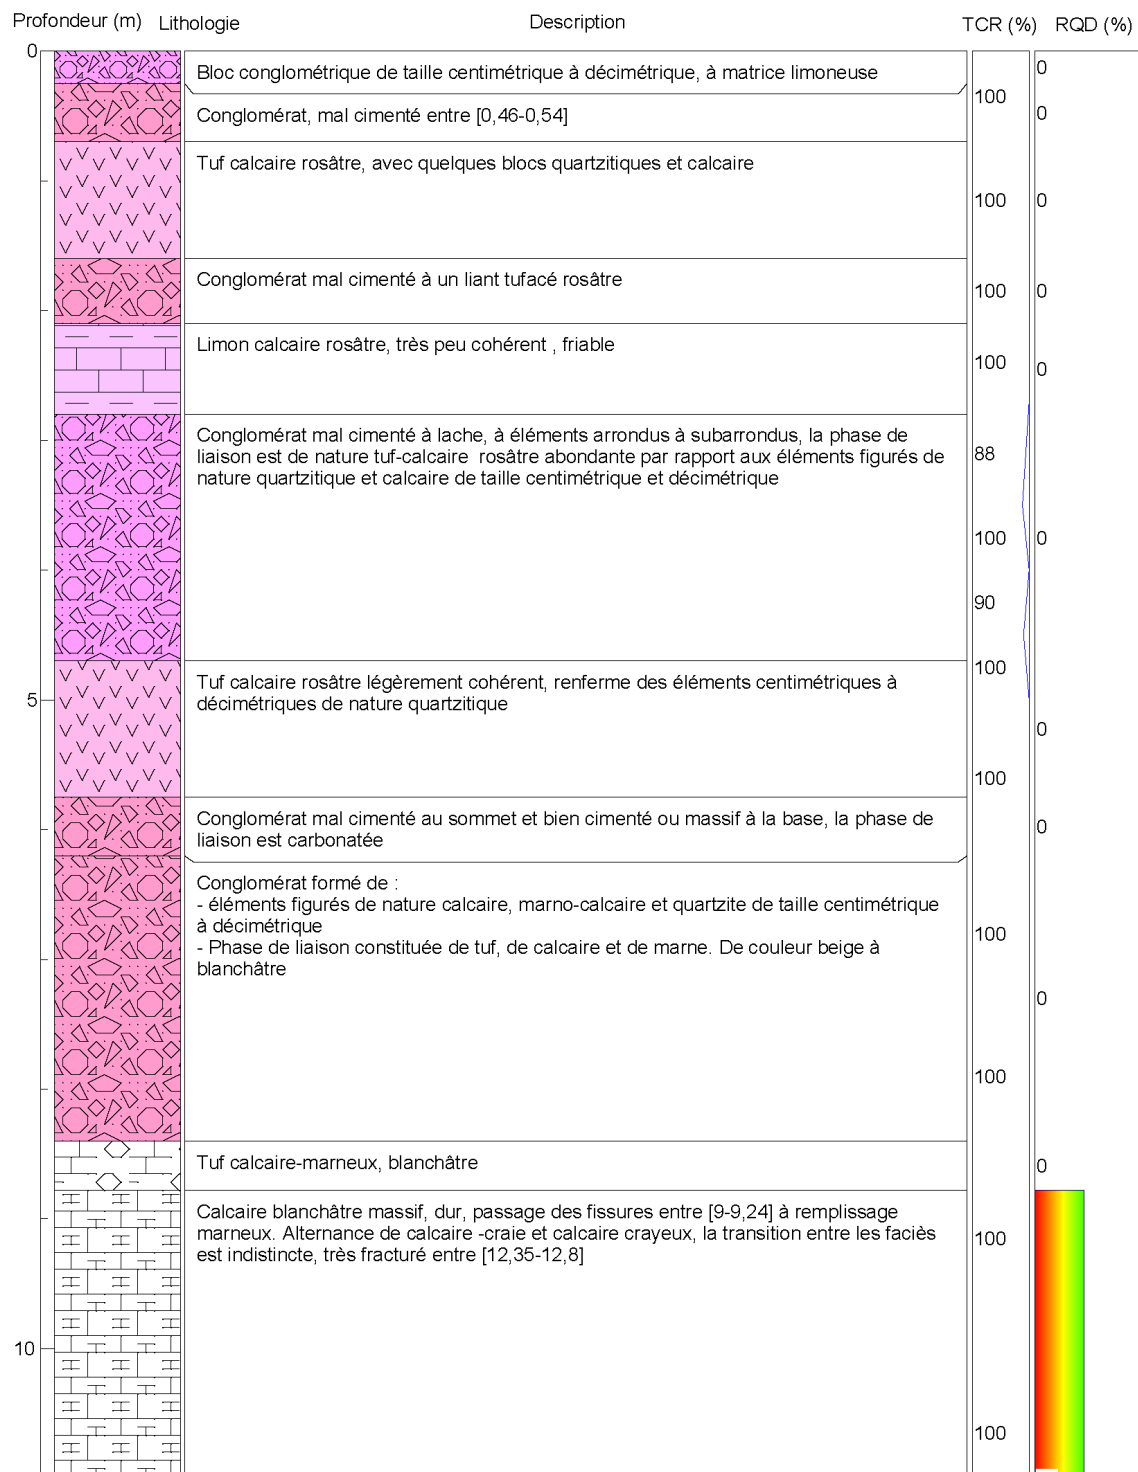 Profondeur (m) Lithologie Description TCR (%) RQD (%)
0
Bloc conglométrique de taille centimétrique à décimétrique, à matrice limoneuse
0
100
Conglomérat, mal cimenté entre [0,46-0,54]
0
Tuf calcaire rosâtre, avec quelques blocs quartzitiques et calcaire
100
0
Conglomérat mal cimenté à un liant tufacé rosâtre
100
0
Limon calcaire rosâtre, très peu cohérent , friable
100
0
Conglomérat mal cimenté à lache, à éléments arrondus à subarrondus, la phase de
liaison est de nature tuf-calcaire rosâtre abondante par rapport aux éléments figurés de
nature quartzitique et calcaire de taille centimétrique et décimétrique
88
100
0
90
100
Tuf calcaire rosâtre légèrement cohérent, renferme des éléments centimétriques à
décimétriques de nature quartzitique
5
0
100
Conglomérat mal cimenté au sommet et bien cimenté ou massif à la base, la phase de
liaison est carbonatée
0
Conglomérat formé de :
- éléments figurés de nature calcaire, marno-calcaire et quartzite de taille centimétrique
à décimétrique
- Phase de liaison constituée de tuf, de calcaire et de marne. De couleur beige à
blanchâtre
100
0
100
Tuf calcaire-marneux, blanchâtre
0
Calcaire blanchâtre massif, dur, passage des fissures entre [9-9,24] à remplissage
marneux. Alternance de calcaire -craie et calcaire crayeux, la transition entre les faciès
est indistincte, très fracturé entre [12,35-12,8]
100
10
100